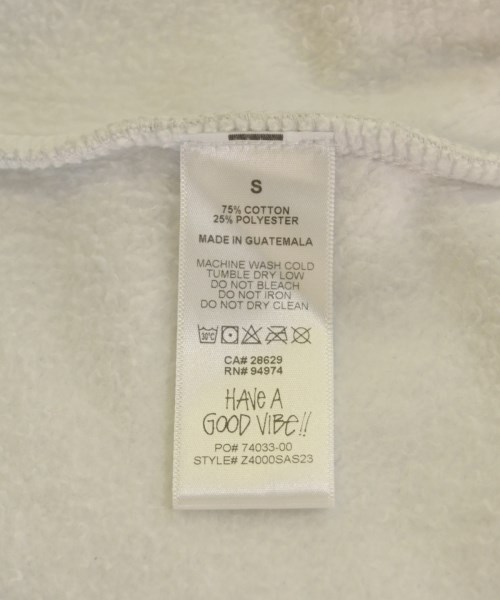 S
75% COTTON
25% POLYESTER
MADE IN GUATEMALA
MACHINE WASH COLD
TUMBLE DRY LOW
DO NOT BLEACH
DO NOT IRON
DO NOT DRY CLEAN
30°C
CA# 28629
RN# 94974
HAVE A
GOOD VIBE!!
PO# 74033-00
STYLE# Z4000SAS23